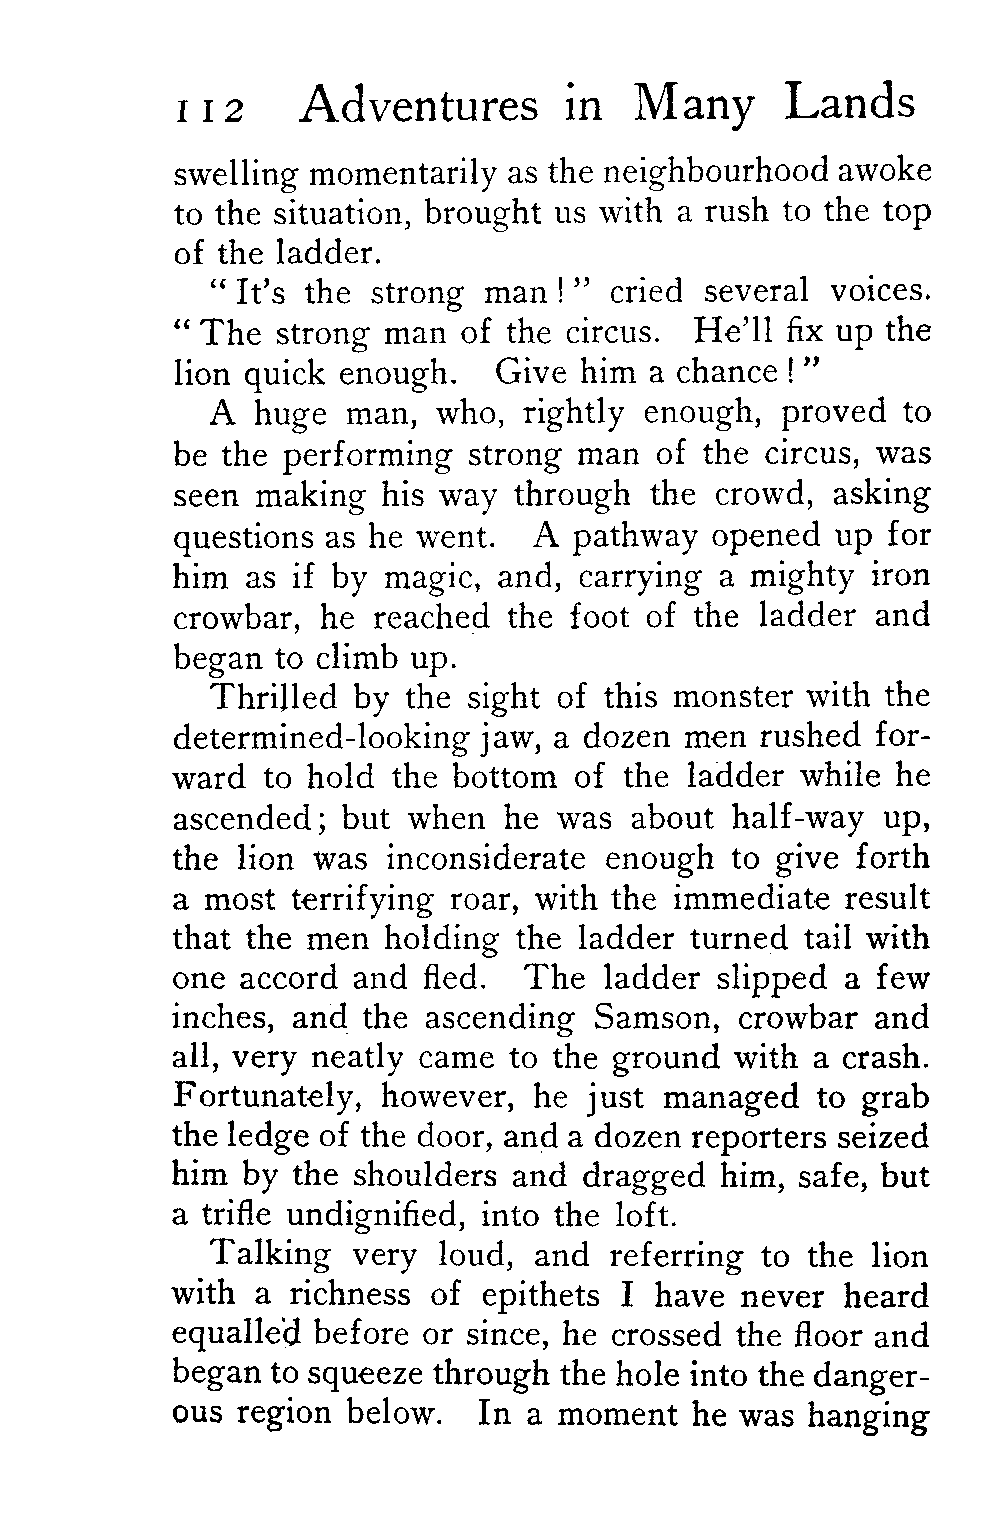 112 Adventures in Many Lands
swelling momentarily as the neighbourhood awoke
to the situation, brought us with a rush to the top
of the ladder.
“ It's the strong man ! ” cried several voices.
“ The strong man of the circus. He'll fix up the
lion quick enough. Give him a chance ! ”
A huge man, who, rightly enough, proved to
be the performing strong man of the circus, was
seen making his way through the crowd, asking
questions as he went. A pathway opened up for
him as if by magic, and, carrying a mighty iron
crowbar, he reached the foot of the ladder and
began to climb up.
Thrilled by the sight of this monster with the
determined-looking jaw, a dozen men rushed for-
ward to hold the bottom of the ladder while he
ascended; but when he was about half-way up,
the lion was inconsiderate enough to give forth
a most terrifying roar, with the immediate result
that the men holding the ladder turned tail with
one accord and fled. The ladder slipped a few
inches, and the ascending Samson, crowbar and
all, very neatly came to the ground with a crash.
Fortunately, however, he just managed to grab
the ledge of the door, and a dozen reporters seized
him by the shoulders and dragged him, safe, but
a trifle undignified, into the loft.
Talking very loud, and referring to the lion
with a richness of epithets I have never heard
equalled before or since, he crossed the floor and
began to squeeze through the hole into the danger-
ous region below. In a moment he was hanging